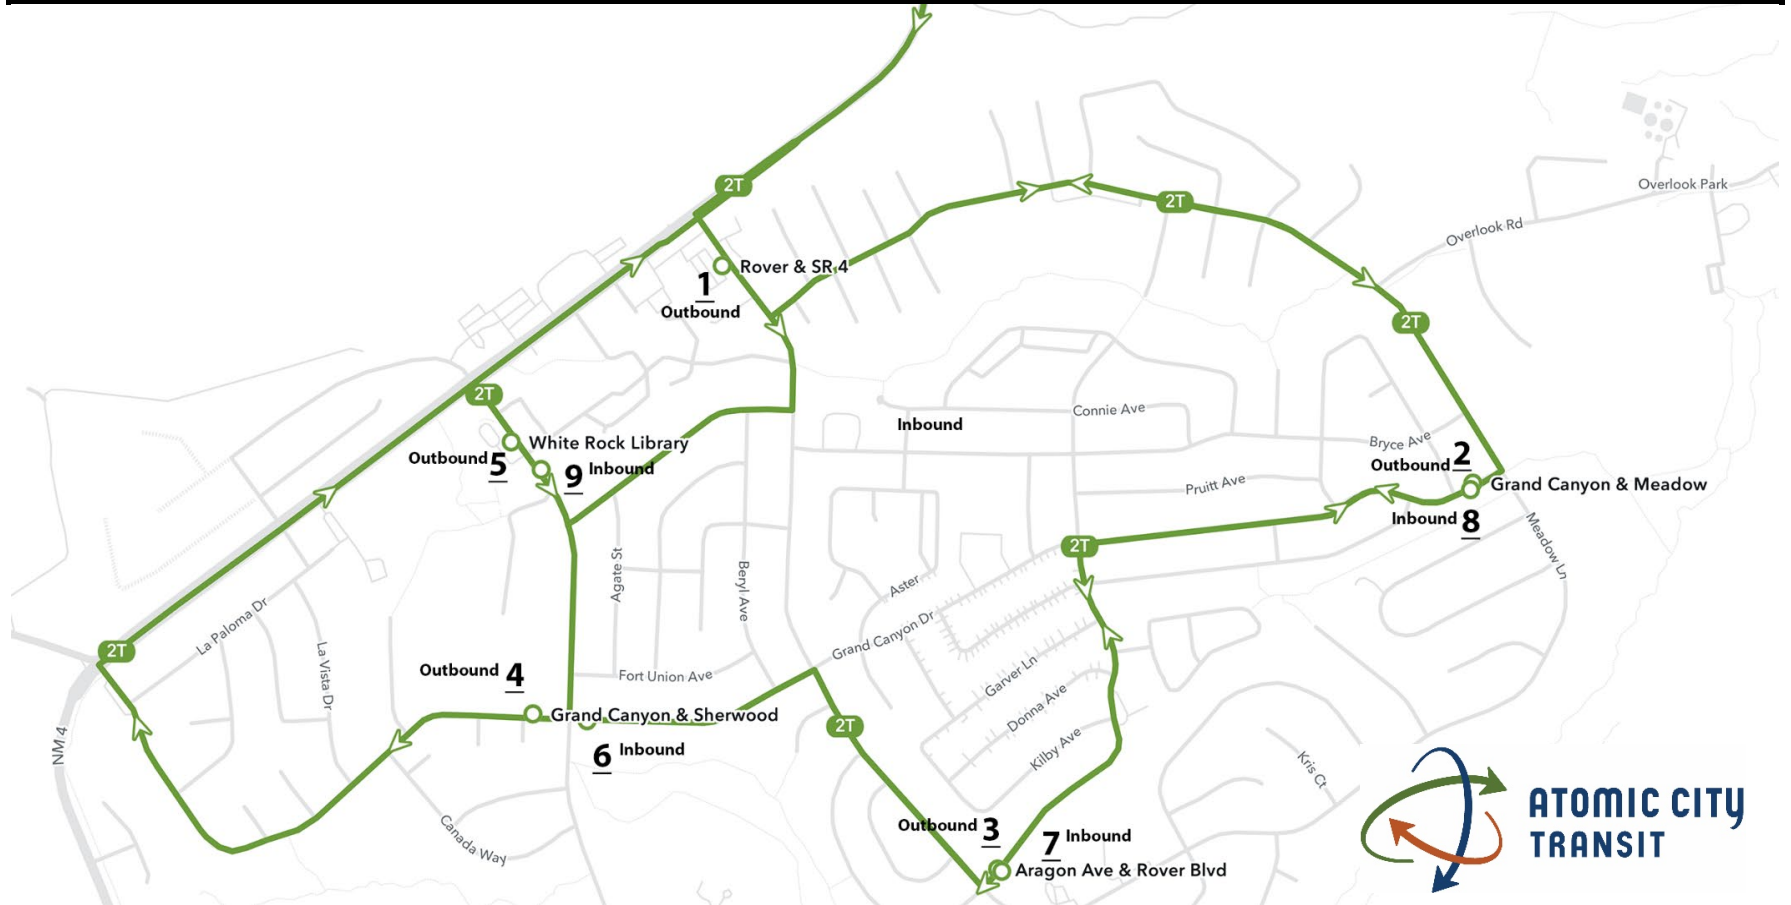 2T
2T
2T
Overlook Park
Overlook Rd
Rover & SR 4
1
Outbound
2T
2T
Connie Ave
Inbound
Bryce Ave
White Rock Library
Outbound 5
9 Inbound
Outbound 2
Grand Canyon & Meadow
Pruitt Ave
Inbound 8
Meadow Ln
2T
Agate St
Beryl Ave
Aster
La Paloma Dr
Grand Canyon Dr
2T
La Vista Dr
Outbound 4
Fort Union Ave
Garver Ln
Donna Ave
Grand Canyon & Sherwood
2T
NM 4
6 Inbound
Kilby Ave
Kris Ct
Canada Way
Outbound 3
7 Inbound
Aragon Ave & Rover Blvd
ATOMIC CITY
TRANSIT